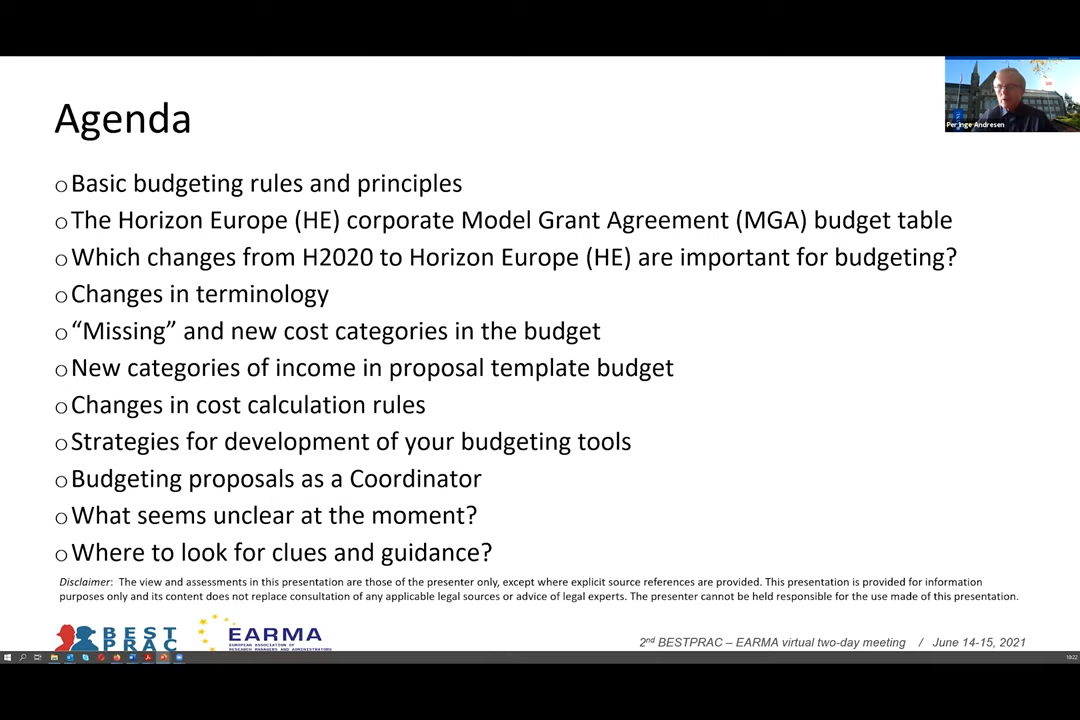 Agenda
Per Inge Andresen
o Basic budgeting rules and principles
o The Horizon Europe (HE) corporate Model Grant Agreement (MGA) budget table
o Which changes from H2020 to Horizon Europe (HE) are important for budgeting?
o Changes in terminology
o “Missing” and new cost categories in the budget
o New categories of income in proposal template budget
o Changes in cost calculation rules
o Strategies for development of your budgeting tools
o Budgeting proposals as a Coordinator
o What seems unclear at the moment?
o Where to look for clues and guidance?
Disclaimer: The view and assessments in this presentation are those of the presenter only, except where explicit source references are provided. This presentation is provided for information
purposes only and its content does not replace consultation of any applicable legal sources or advice of legal experts. The presenter cannot be held responsible for the use made of this presentation.
BEST
PRAC
EARMA
EUROPEAN ASSOCIATION OF
RESEARCH MANAGERS AND ADMINISTRATORS
2nd BESTPRAC – EARMA virtual two-day meeting / June 14-15, 2021